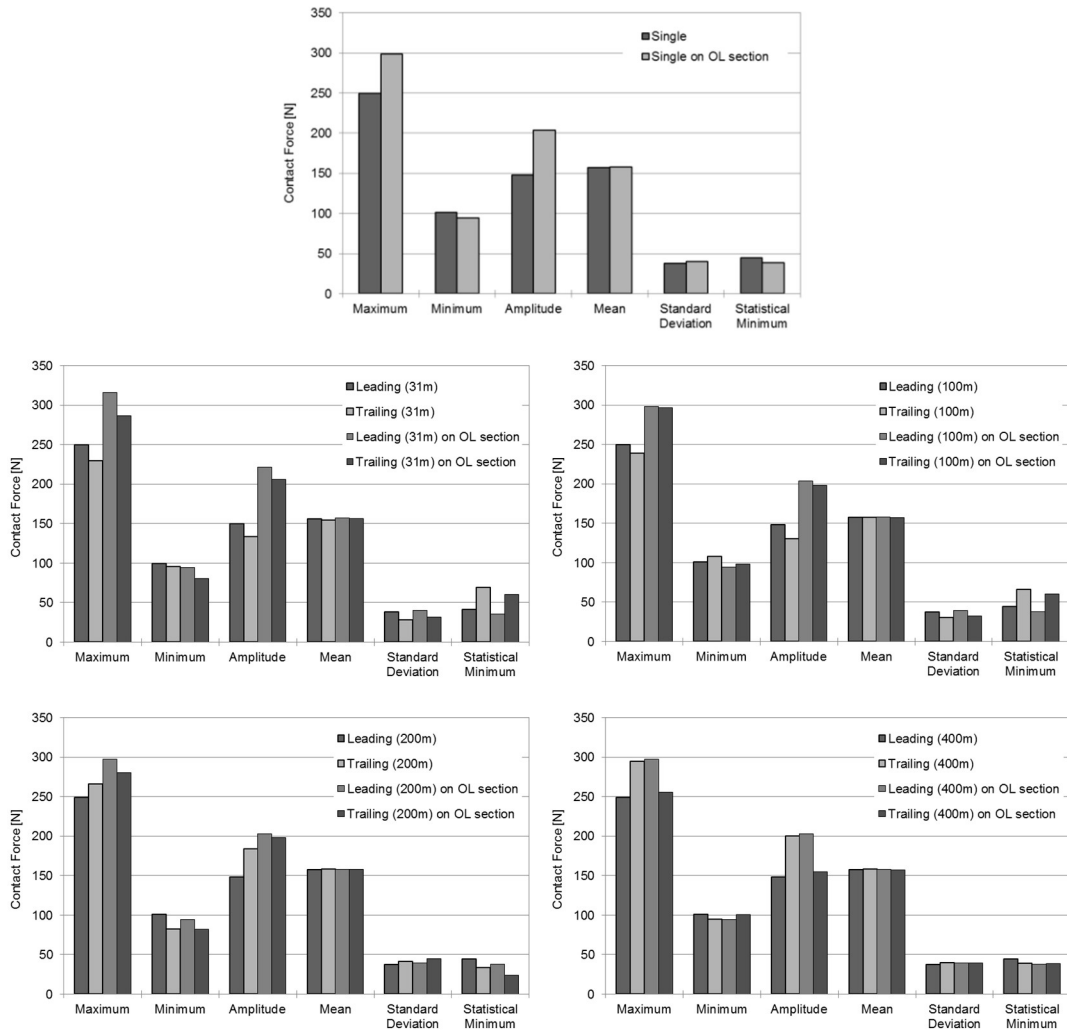 350
300
250
200
150
100
50
0
Contact Force [N]
Single
Single on OL section
Maximum Minimum Amplitude Mean Standard Deviation Statistical Minimum
350
300
250
200
150
100
50
0
Contact Force [N]
Leading (31m)
Trailing (31m)
Leading (31m) on OL section
Trailing (31m) on OL section
Maximum Minimum Amplitude Mean Standard Deviation Statistical Minimum
350
300
250
200
150
100
50
0
Contact Force [N]
Leading (100m)
Trailing (100m)
Leading (100m) on OL section
Trailing (100m) on OL section
Maximum Minimum Amplitude Mean Standard Deviation Statistical Minimum
350
300
250
200
150
100
50
0
Contact Force [N]
Leading (200m)
Trailing (200m)
Leading (200m) on OL section
Trailing (200m) on OL section
Maximum Minimum Amplitude Mean Standard Deviation Statistical Minimum
350
300
250
200
150
100
50
0
Contact Force [N]
Leading (400m)
Trailing (400m)
Leading (400m) on OL section
Trailing (400m) on OL section
Maximum Minimum Amplitude Mean Standard Deviation Statistical Minimum